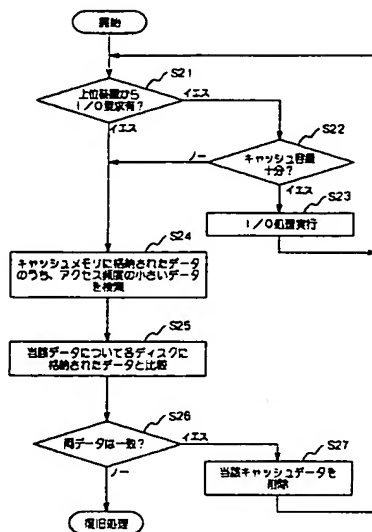 開始
S21
上位装置から
I/O要求有?
イエス
イエス
S22
キャッシュ容量
十分?
ノー
イエス
S23
I/O処理実行
S24
キャッシュメモリに格納されたデータ
のうち、アクセス頻度の小さいデータ
を検索
S25
当該データについて各ディスクに
格納されたデータと比較
S26
両データは一致?
イエス
S27
当該キャッシュデータを
削除
ノー
復旧処理